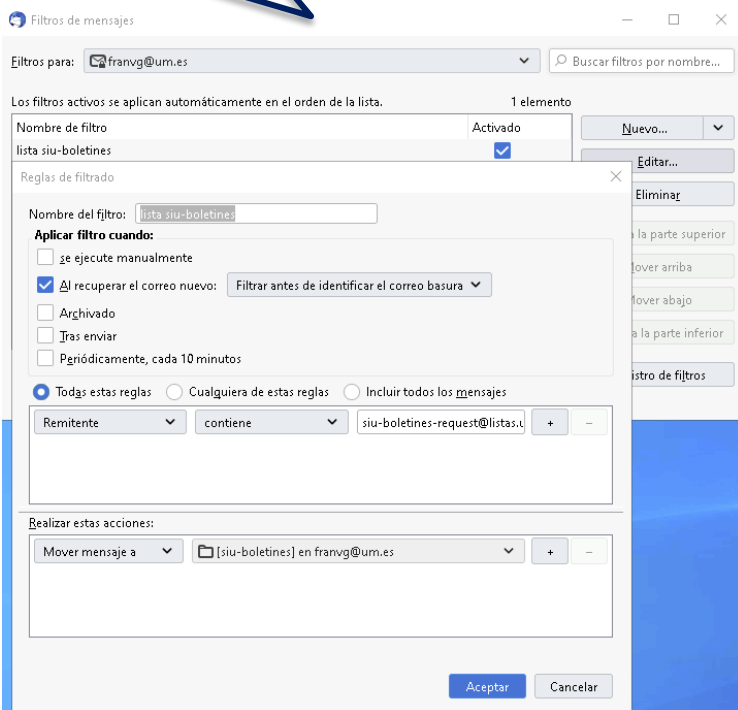 Filtros de mensajes
Filtros para: franvg@um.es Buscar filtros por nombre...
Los filtros activos se aplican automáticamente en el orden de la lista. 1 elemento
Nombre de filtro Activado Nuevo...
lista siu-boletines Editar...
Reglas de filtrado Eliminar
Nombre del filtro: lista siu-boletines
Aplicar filtro cuando: la parte superior
se ejecute manualmente over arriba
Al recuperar el correo nuevo: Filtrar antes de identificar el correo basura
Archivado over abajo
Tras enviar a la parte inferior
Periódicamente, cada 10 minutos istro de filtros
Todas estas reglas Cualquiera de estas reglas Incluir todos los mensajes
Remitente contiene siu-boletines-request@listas.u + −
Realizar estas acciones:
Mover mensaje a [siu-boletines] en franvg@um.es + −
Aceptar Cancelar